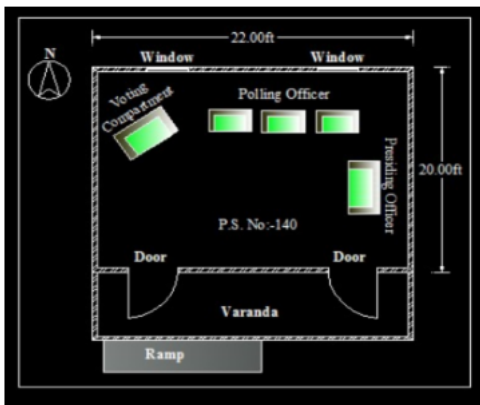 22.00ft
N
Window
Window
Voting
Compartment
Polling Officer
Presiding Officer
20.00ft
P.S. No:-140
Door
Door
Varanda
Ramp